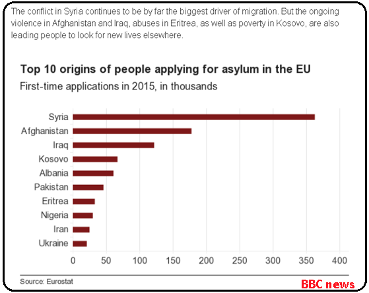 The conflict in Syria continues to be by far the biggest driver of migration. But the ongoing
violence in Afghanistan and Iraq, abuses in Eritrea, as well as poverty in Kosovo, are also
leading people to look for new lives elsewhere.
Top 10 origins of people applying for asylum in the EU
First-time applications in 2015, in thousands
Syria
Afghanistan
Iraq
Kosovo
Albania
Pakistan
Eritrea
Nigeria
Iran
Ukraine
0 50 100 150 200 250 300 350 400
Source: Eurostat
BBC news